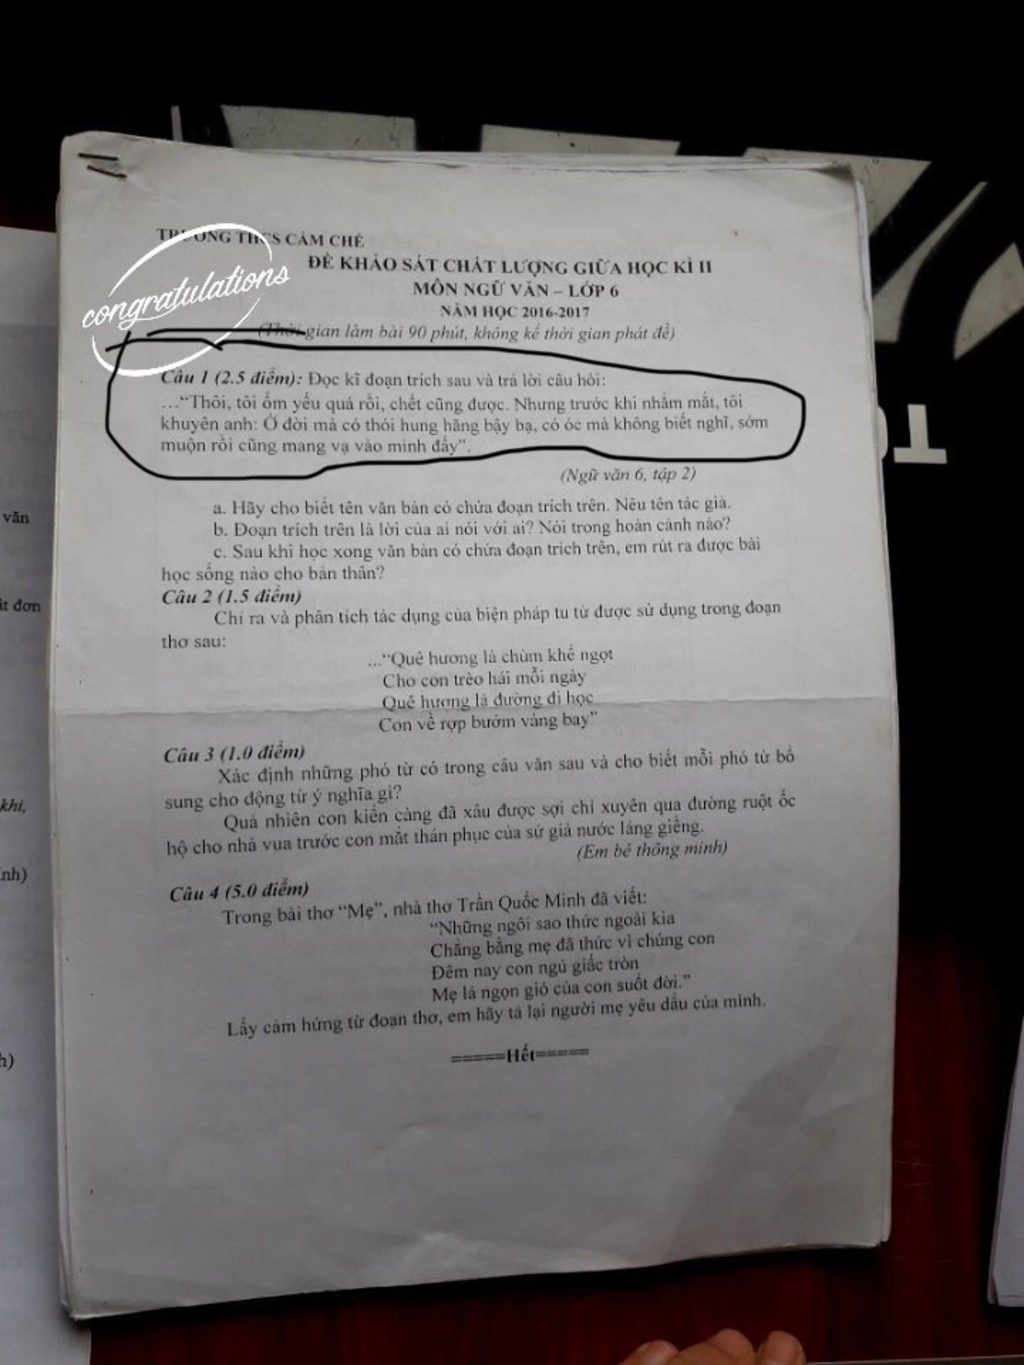 TRƯỜNG THCS CẨM CHẾ
ĐỀ KHẢO SÁT CHẤT LƯỢNG GIỮA HỌC KÌ II
congratulations
MÔN NGỮ VĂN – LỚP 6
NĂM HỌC 2016-2017
(Thời gian làm bài 90 phút, không kể thời gian phát đề)
Câu 1 (2.5 điểm): Đọc kĩ đoạn trích sau và trả lời câu hỏi:
…“Thôi, tôi ốm yếu quá rồi, chết cũng được. Nhưng trước khi nhắm mắt, tôi
khuyên anh: Ở đời mà có thói hung hăng bậy bạ, có óc mà không biết nghĩ, sớm
muộn rồi cũng mang vạ vào mình đấy”.
(Ngữ văn 6, tập 2)
a. Hãy cho biết tên văn bản có chứa đoạn trích trên. Nêu tên tác giả.
b. Đoạn trích trên là lời của ai nói với ai? Nói trong hoàn cảnh nào?
c. Sau khi học xong văn bản có chứa đoạn trích trên, em rút ra được bài
học sống nào cho bản thân?
Câu 2 (1.5 điểm)
Chỉ ra và phân tích tác dụng của biện pháp tu từ được sử dụng trong đoạn
thơ sau:
…“Quê hương là chùm khế ngọt
Cho con trèo hái mỗi ngày
Quê hương là đường đi học
Con về rợp bướm vàng bay”
Câu 3 (1.0 điểm)
Xác định những phó từ có trong câu văn sau và cho biết mỗi phó từ bổ
sung cho động từ ý nghĩa gì?
Quả nhiên con kiến càng đã xâu được sợi chỉ xuyên qua đường ruột ốc
hộ cho nhà vua trước con mắt thán phục của sứ giả nước láng giềng.
(Em bé thông minh)
Câu 4 (5.0 điểm)
Trong bài thơ “Mẹ”, nhà thơ Trần Quốc Minh đã viết:
“Những ngôi sao thức ngoài kia
Chẳng bằng mẹ đã thức vì chúng con
Đêm nay con ngủ giấc tròn
Mẹ là ngọn gió của con suốt đời.”
Lấy cảm hứng từ đoạn thơ, em hãy tả lại người mẹ yêu dấu của mình.
=====Hết=====
văn
ất đơn
khí,
nh)
h)